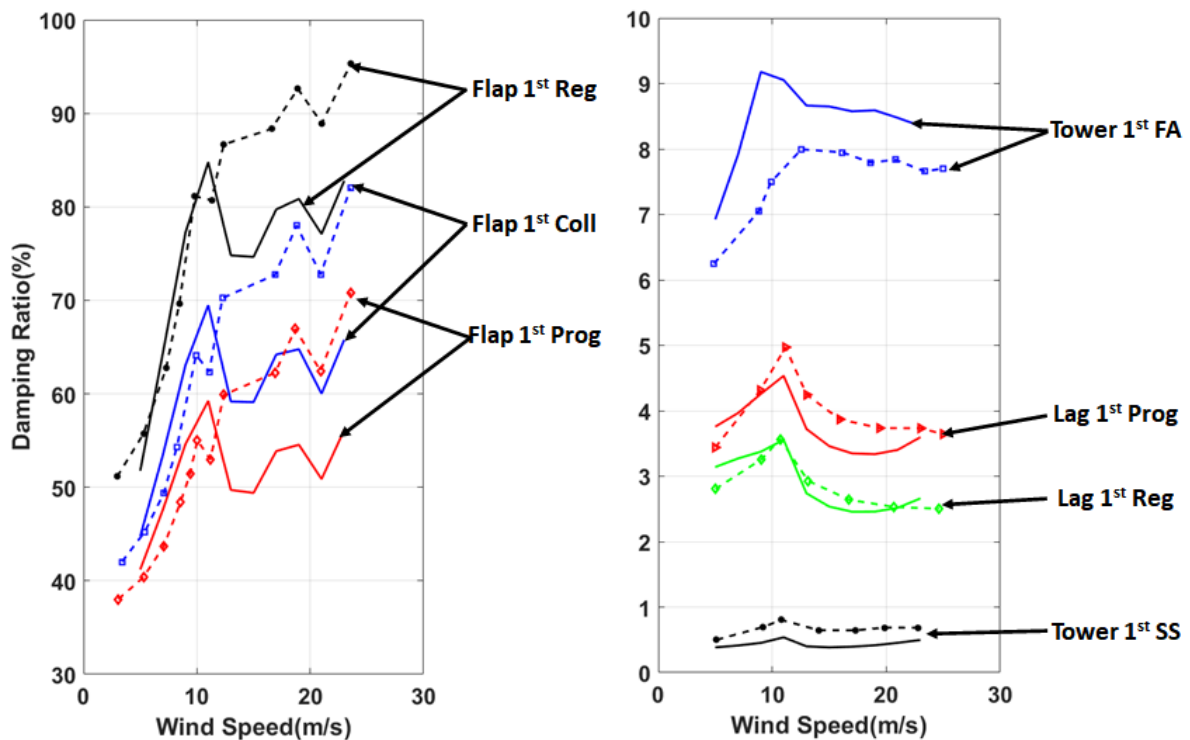 100
90
80
70
60
50
40
30
0
10
20
30
Damping Ratio(%)
Wind Speed(m/s)
Flap 1st Reg
Flap 1st Coll
Flap 1st Prog
10
9
8
7
6
5
4
3
2
1
0
0
10
20
30
Wind Speed(m/s)
Tower 1st FA
Lag 1st Prog
Lag 1st Reg
Tower 1st SS